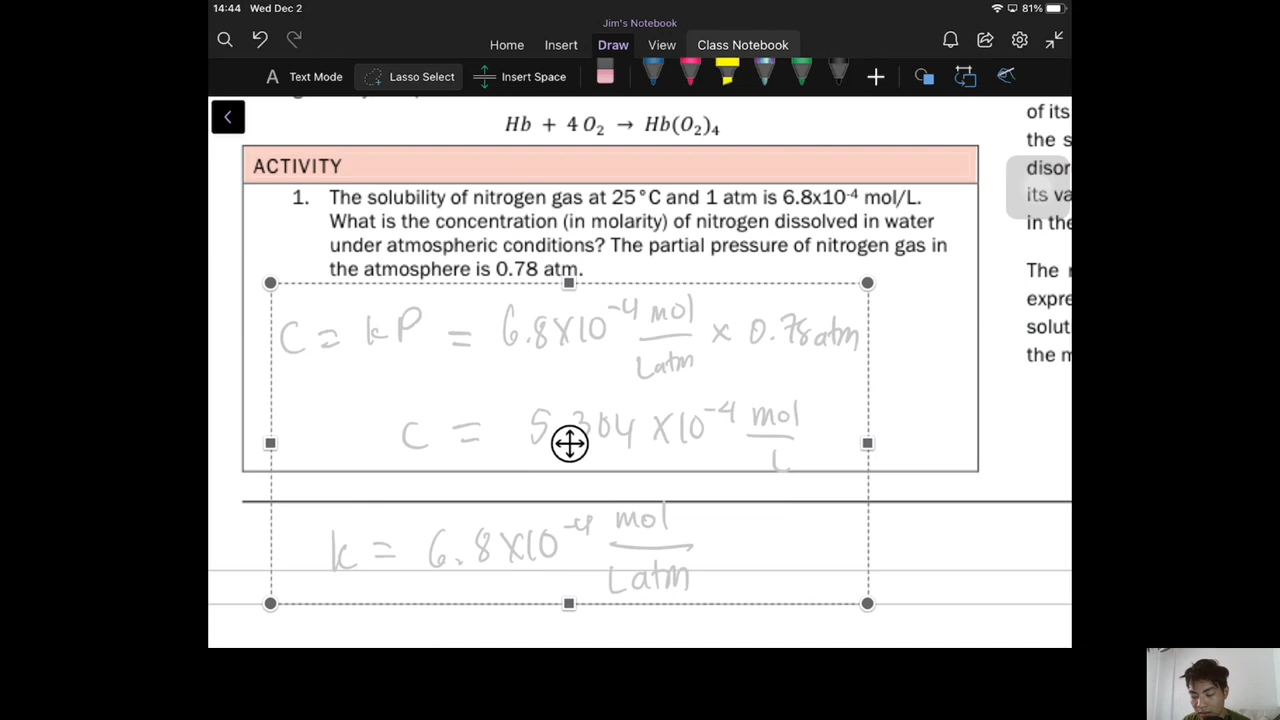 14:44 Wed Dec 2 81%
Jim's Notebook
Home Insert Draw View Class Notebook
A Text Mode Lasso Select Insert Space
Hb + 4 O₂ → Hb(O₂)₄
ACTIVITY
1. The solubility of nitrogen gas at 25°C and 1 atm is 6.8x10⁻⁴ mol/L.
What is the concentration (in molarity) of nitrogen dissolved in water
under atmospheric conditions? The partial pressure of nitrogen gas in
the atmosphere is 0.78 atm.
C = kP = 6.8X10⁻⁴ mol/Latm x 0.78atm
C = 5.304 X10⁻⁴ mol/L
k = 6.8X10⁻⁴ mol/Latm
of its
the s
disor
its va
in the
The
expre
solut
the m